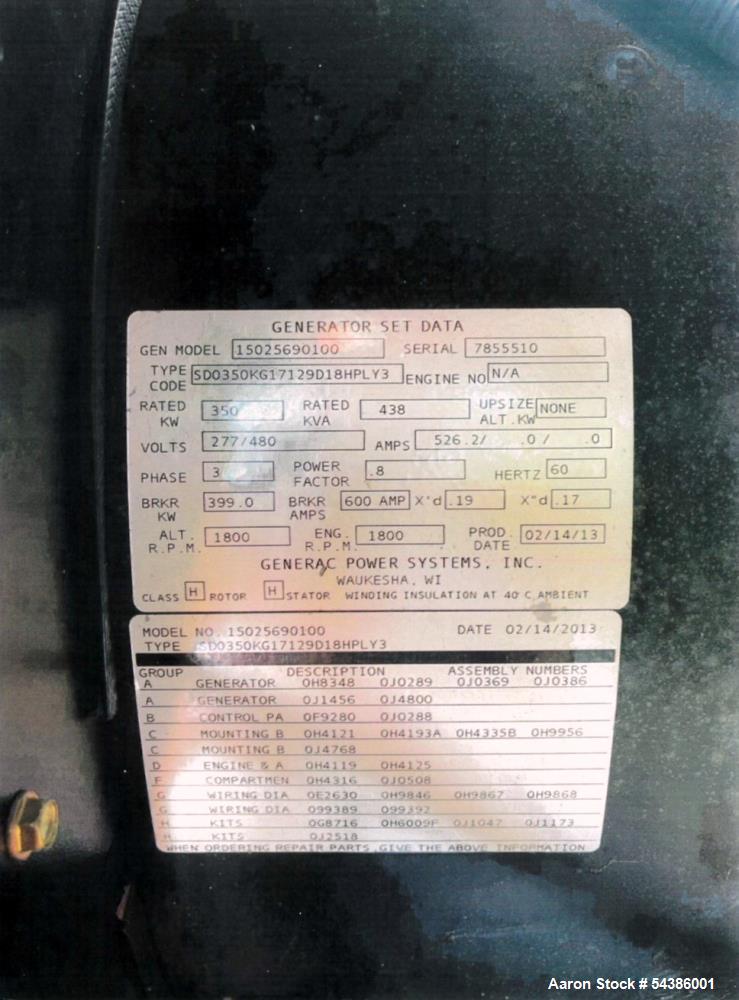 GENERATOR SET DATA
GEN MODEL 15025690100 SERIAL 7855510
TYPE CODE SD0350KG17129D18HPLY3 ENGINE NO N/A
RATED KW 350 RATED KVA 438 UPSIZE ALT.KW NONE
VOLTS 277/480 AMPS 526.2/ .0/ .0
PHASE 3 POWER FACTOR .8 HERTZ 60
BRKR KW 399.0 BRKR AMPS 600 AMP X'd .19 X"d .17
ALT. R.P.M. 1800 ENG. R.P.M. 1800 PROD. DATE 02/14/13
GENERAC POWER SYSTEMS, INC.
WAUKESHA, WI
CLASS H ROTOR H STATOR WINDING INSULATION AT 40°C AMBIENT
MODEL NO. 15025690100 DATE 02/14/2013
TYPE SD0350KG17129D18HPLY3
GROUP DESCRIPTION ASSEMBLY NUMBERS
A GENERATOR 0H8348 0J0289 0J0369 0J0386
A GENERATOR 0J1456 0J4800
B CONTROL PA 0F9280 0J0288
C MOUNTING B 0H4121 0H4193A 0H4335B 0H9956
C MOUNTING B 0J4768
D ENGINE & A 0H4119 0H4125
F COMPARTMEN 0H4316 0J0508
G WIRING DIA 0E2630 0H9846 0H9867 0H9868
G WIRING DIA 099389 099392
H KITS 0G8716 0H6009F 0J1047 0J1173
H KITS 0J2518
WHEN ORDERING REPAIR PARTS ,GIVE THE ABOVE INFORMATION
Aaron Stock # 54386001